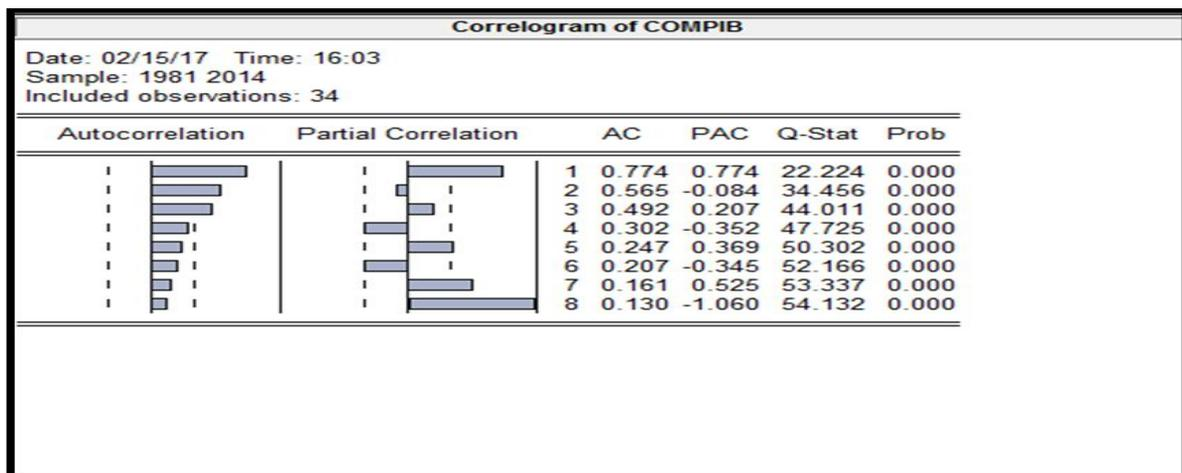 Correlogram of COMPIB
Date: 02/15/17 Time: 16:03
Sample: 1981 2014
Included observations: 34
Autocorrelation Partial Correlation AC PAC Q-Stat Prob
1 0.774 0.774 22.224 0.000
2 0.565 -0.084 34.456 0.000
3 0.492 0.207 44.011 0.000
4 0.302 -0.352 47.725 0.000
5 0.247 0.369 50.302 0.000
6 0.207 -0.345 52.166 0.000
7 0.161 0.525 53.337 0.000
8 0.130 -1.060 54.132 0.000